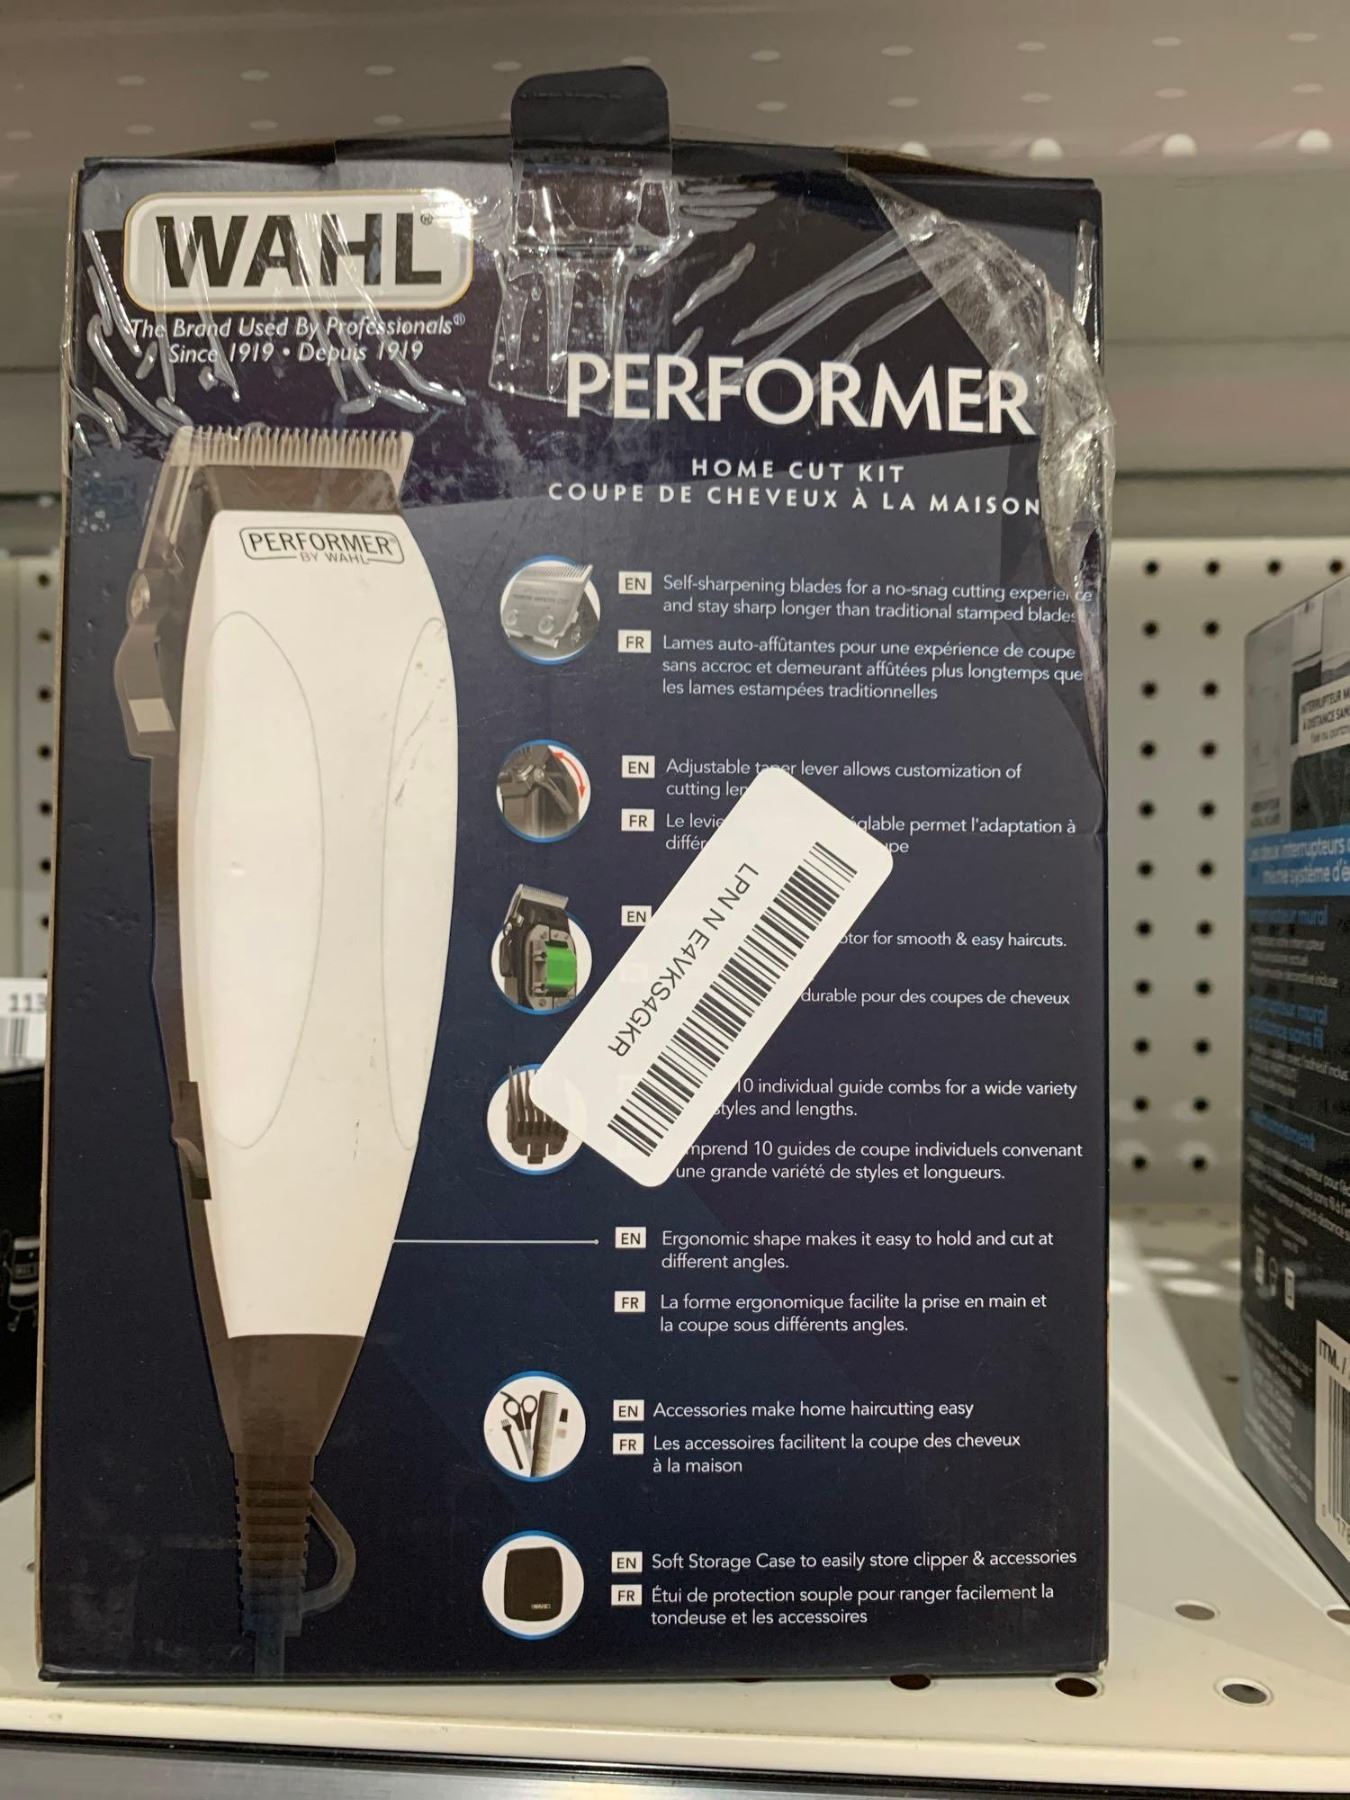 WAHL®
The Brand Used By Professionals®
Since 1919 • Depuis 1919
PERFORMER
HOME CUT KIT
COUPE DE CHEVEUX À LA MAISON
PERFORMER®
BY WAHL
EN Self-sharpening blades for a no-snag cutting experience
and stay sharp longer than traditional stamped blades
FR Lames auto-affûtantes pour une expérience de coupe
sans accroc et demeurant affûtées plus longtemps que
les lames estampées traditionnelles
EN Adjustable taper lever allows customization of
cutting
FR Le permet l'adaptation à
EN for smooth & easy haircuts.
durable pour des coupes de cheveux
10 individual guide combs for a wide variety
and lengths.
10 guides de coupe individuels convenant
une grande variété de styles et longueurs.
LPN N E4VKS4GKR
EN Ergonomic shape makes it easy to hold and cut at
different angles.
FR La forme ergonomique facilite la prise en main et
la coupe sous différents angles.
EN Accessories make home haircutting easy
FR Les accessoires facilitent la coupe des cheveux
à la maison
EN Soft Storage Case to easily store clipper & accessories
FR Étui de protection souple pour ranger facilement la
tondeuse et les accessoires
WAHL
113
ITM. /